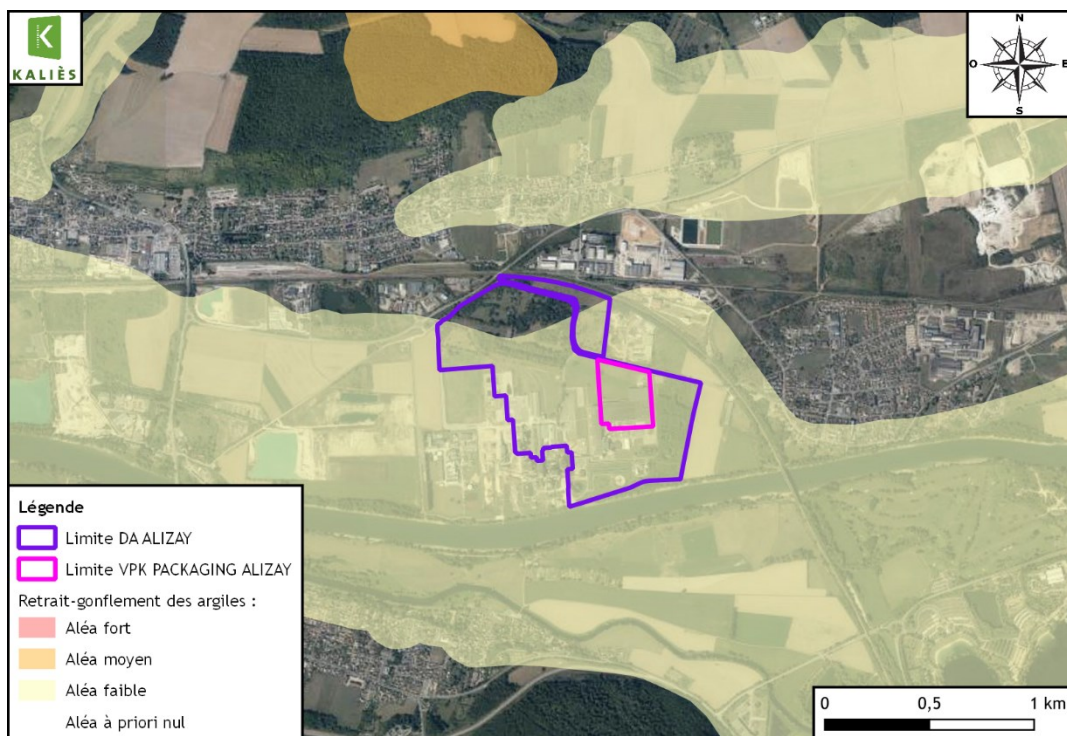 KALIÈS
N
O
E
S
Légende
Limite DA ALIZAY
Limite VPK PACKAGING ALIZAY
Retrait-gonflement des argiles :
Aléa fort
Aléa moyen
Aléa faible
Aléa à priori nul
0 0,5 1 km